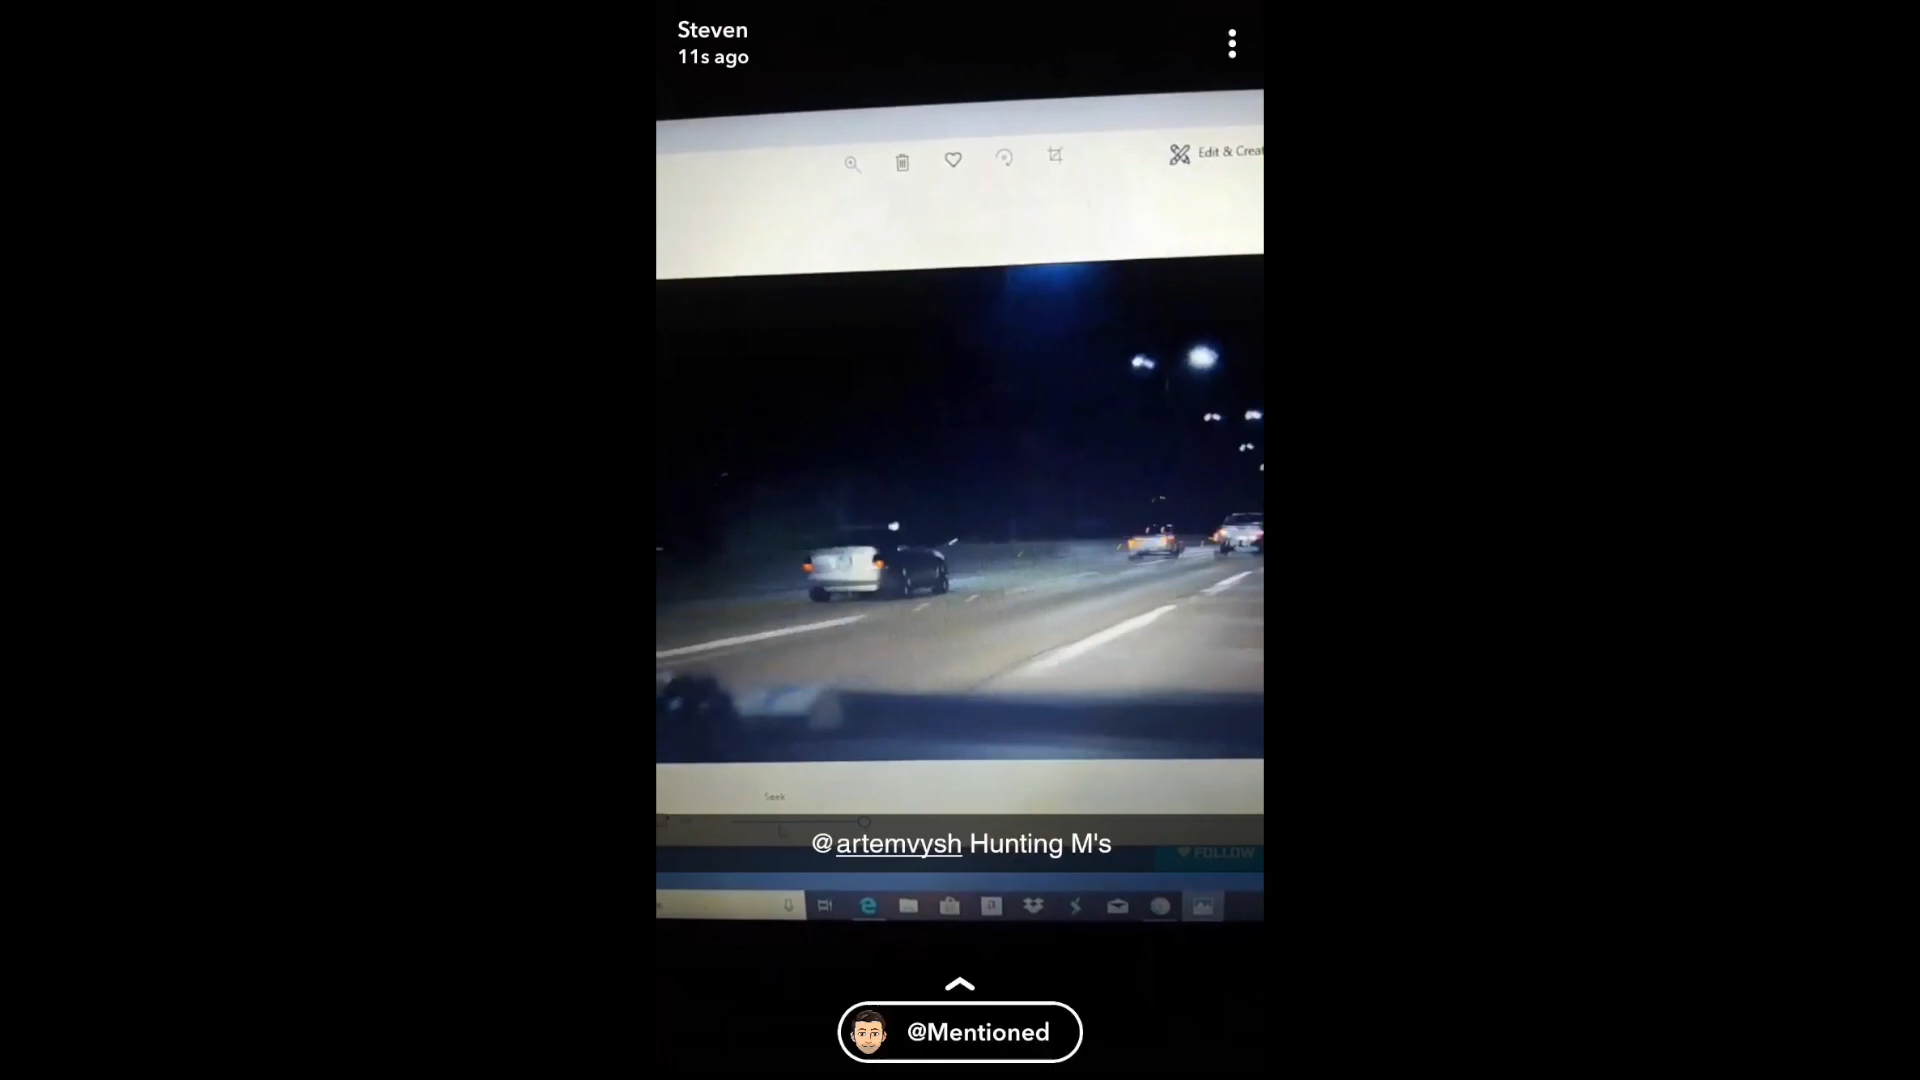 Steven
11s ago
Edit & Creat
Seek
@artemvysh Hunting M's
FOLLOW
@Mentioned